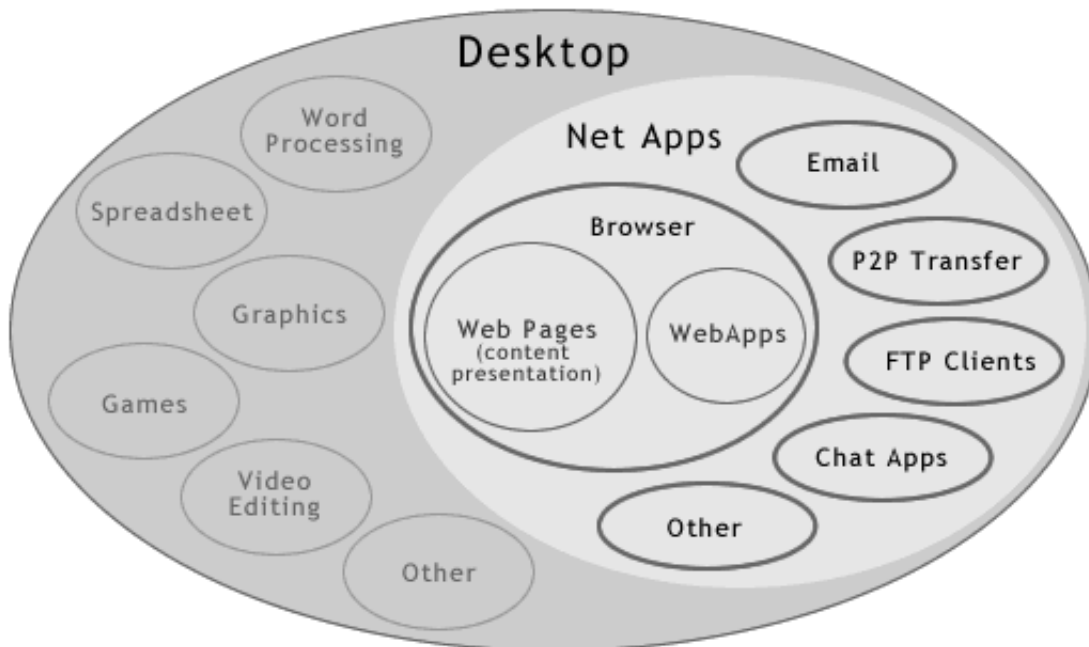 Desktop
Word
Processing
Net Apps
Email
Spreadsheet
Browser
P2P Transfer
Graphics
Web Pages
(content
presentation)
WebApps
FTP Clients
Games
Chat Apps
Video
Editing
Other
Other